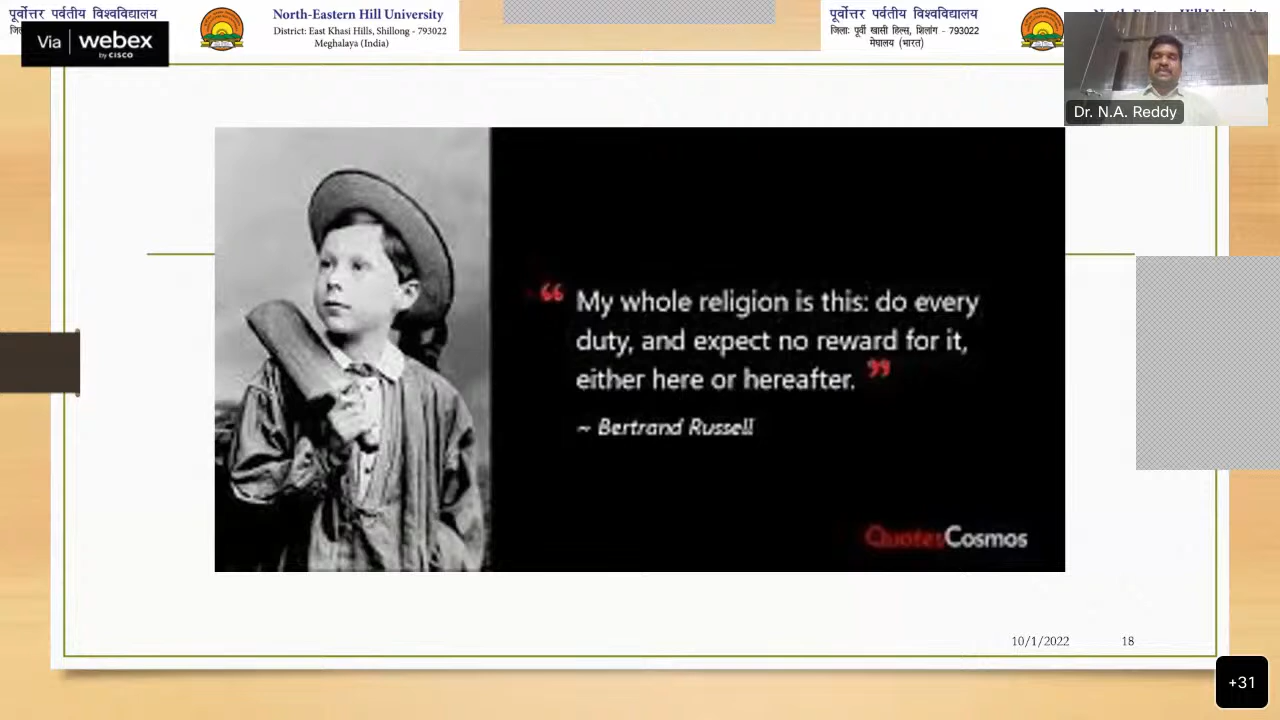 पूर्वोत्तर पर्वतीय विश्वविद्यालय
North-Eastern Hill University
District: East Khasi Hills, Shillong - 793022
Meghalaya (India)
पूर्वोत्तर पर्वतीय विश्वविद्यालय
जिला: पूर्वी खासी हिल्स, शिलांग - 793022
मेघालय (भारत)
Via webex
by CISCO
Dr. N.A. Reddy
“ My whole religion is this: do every
duty, and expect no reward for it,
either here or hereafter. ”
~ Bertrand Russell
QuotesCosmos
10/1/2022 18
+31